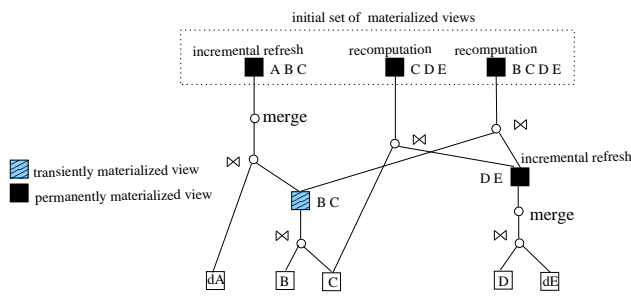 initial set of materialized views
incremental refresh recomputation recomputation
A B C C D E B C D E
merge ⋈
⋈ incremental refresh
transiently materialized view D E
permanently materialized view B C
merge
⋈ ⋈
dA B C D dE